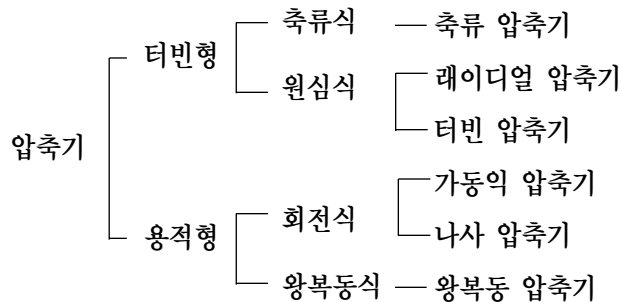 축류식 축류 압축기
터빈형
원심식 래이디얼 압축기
터빈 압축기
압축기
가동익 압축기
회전식
용적형
나사 압축기
왕복동식 왕복동 압축기